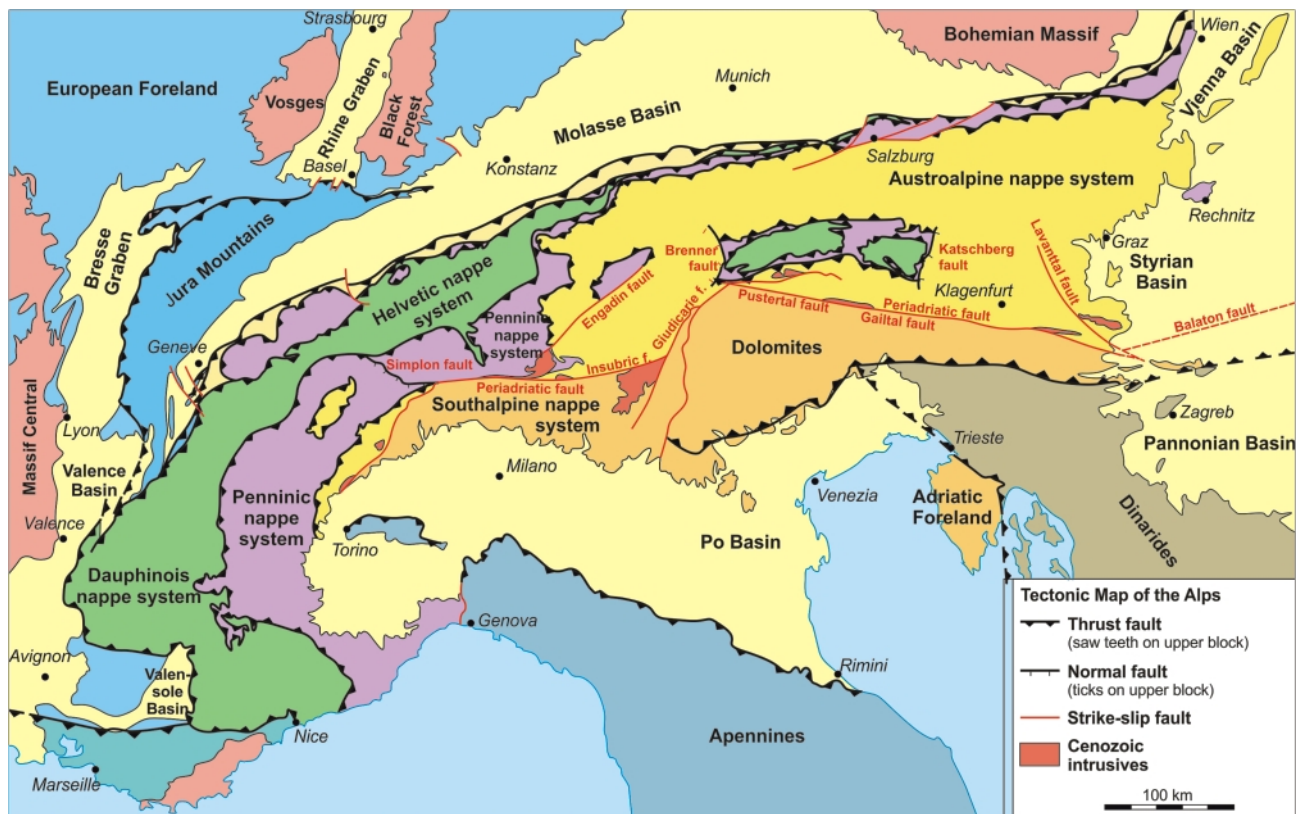 Strasbourg
European Foreland
Vosges
Rhine Graben
Black
Forest
Basel
Munich
Molasse Basin
Konstanz
Bohemian Massif
Wien
Vienna Basin
Salzburg
Austroalpine nappe system
Rechnitz
Graz
Styrian
Basin
Bresse
Graben
Jura Mountains
Helvetic nappe
system
Penninic
nappe
system
Engadin fault
Brenner
fault
Giudicarie f.
Katschberg
fault
Lavanttal fault
Klagenfurt
Pustertal fault
Periadriatic fault
Gailtal fault
Balaton fault
Geneve
Simplon fault
Insubric f.
Periadriatic fault
Southalpine nappe
system
Dolomites
Massif Central
Lyon
Valence
Basin
Valence
Penninic
nappe
system
Milano
Torino
Venezia
Trieste
Zagreb
Pannonian Basin
Adriatic
Foreland
Dinarides
Po Basin
Dauphinois
nappe system
Genova
Rimini
Avignon
Valen-
sole
Basin
Nice
Marseille
Apennines
Tectonic Map of the Alps
Thrust fault
(saw teeth on upper block)
Normal fault
(ticks on upper block)
Strike-slip fault
Cenozoic
intrusives
100 km